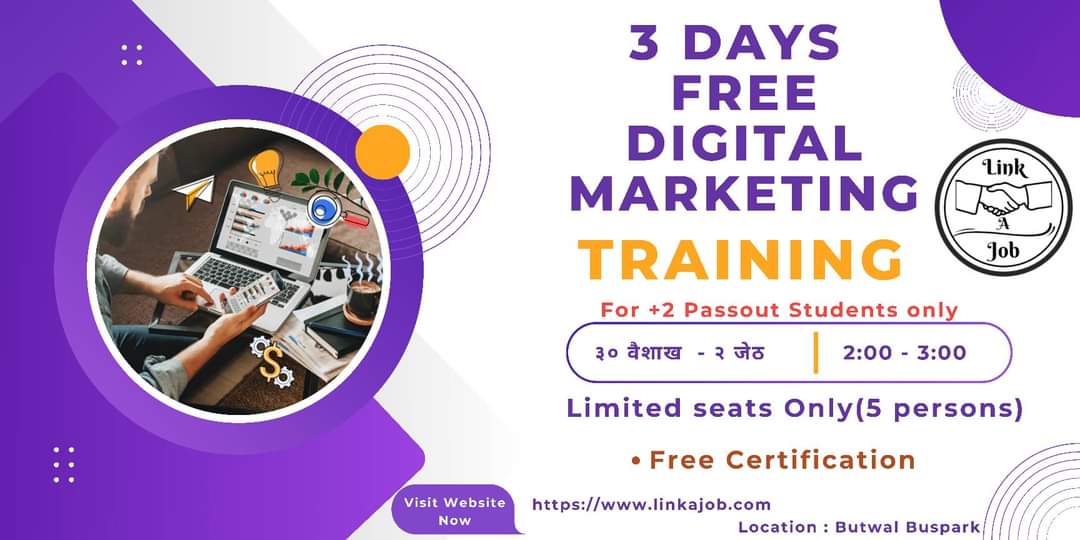 3 DAYS
FREE
DIGITAL
MARKETING
TRAINING
Link
A
Job
For +2 Passout Students only
३० वैशाख - २ जेठ
2:00 - 3:00
Limited seats Only(5 persons)
• Free Certification
Visit Website
Now
https://www.linkajob.com
Location : Butwal Buspark